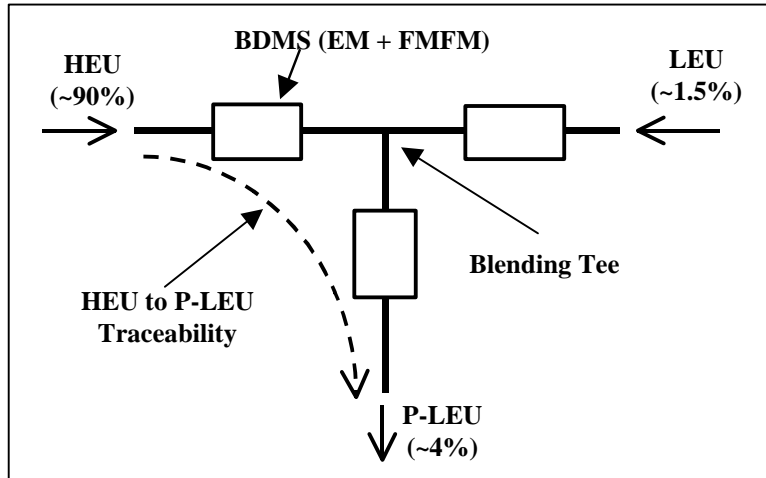 BDMS (EM + FMFM)
HEU
(~90%)
LEU
(~1.5%)
Blending Tee
HEU to P-LEU
Traceability
P-LEU
(~4%)